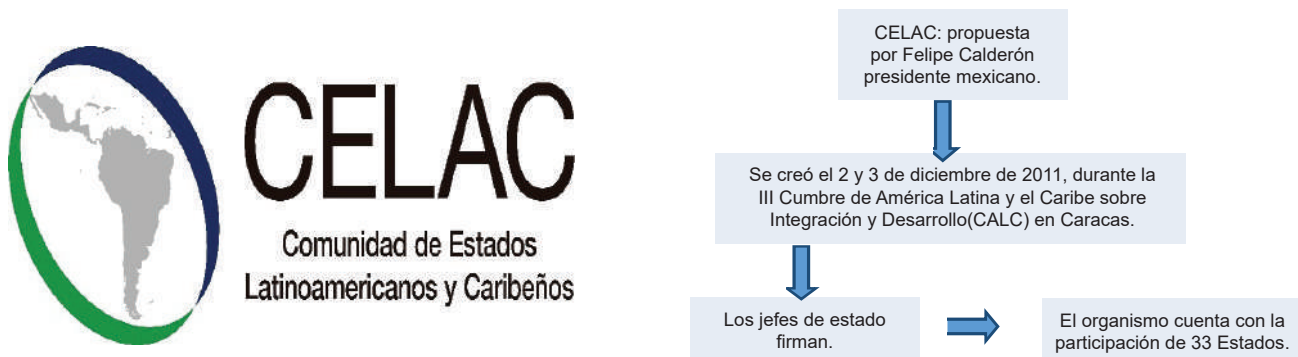 CELAC
Comunidad de Estados
Latinoamericanos y Caribeños
CELAC: propuesta
por Felipe Calderón
presidente mexicano.
Se creó el 2 y 3 de diciembre de 2011, durante la
III Cumbre de América Latina y el Caribe sobre
Integración y Desarrollo(CALC) en Caracas.
Los jefes de estado
firman.
El organismo cuenta con la
participación de 33 Estados.